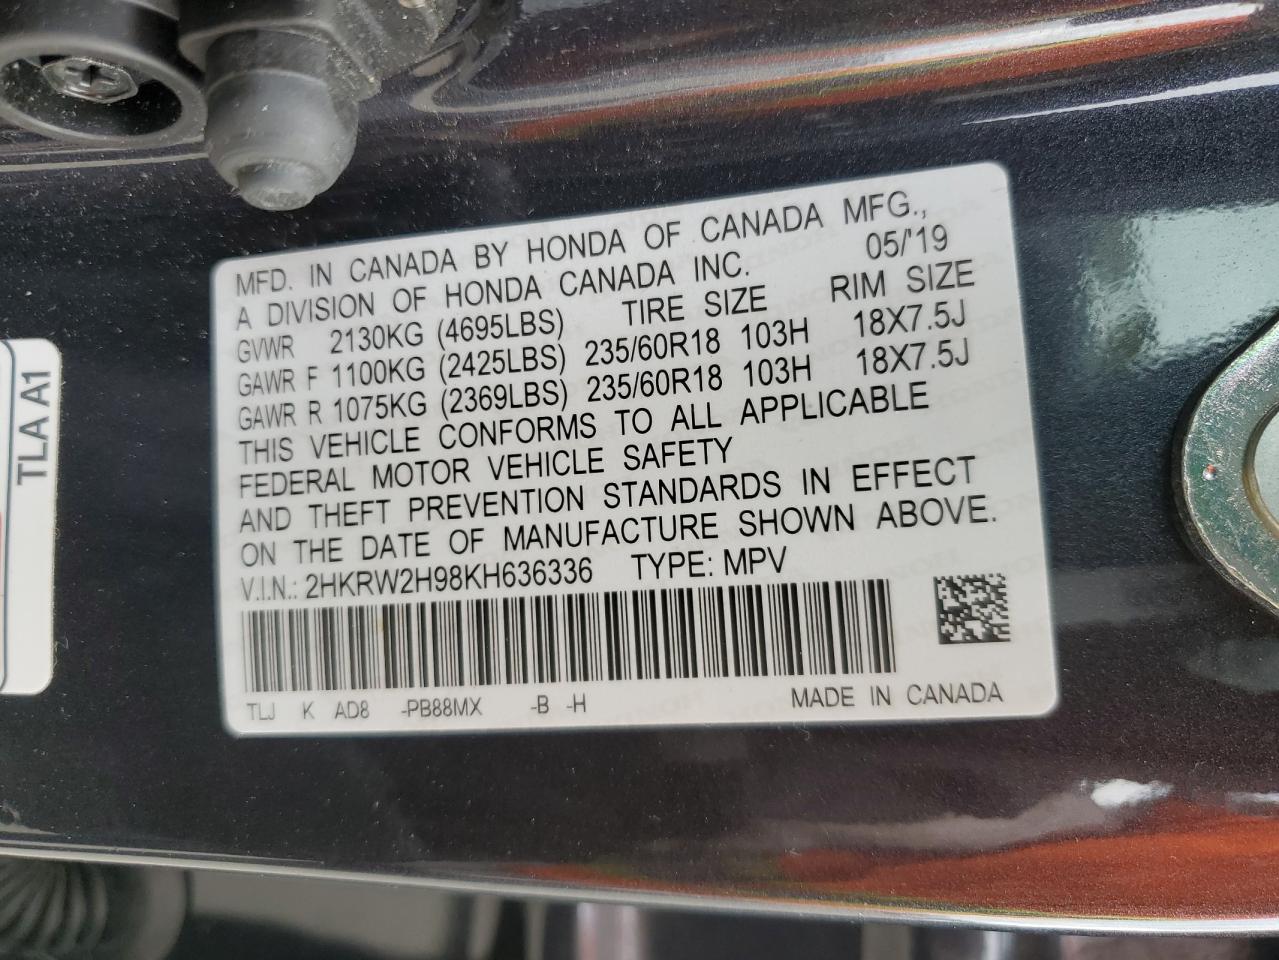 MFD. IN CANADA BY HONDA OF CANADA MFG.,
A DIVISION OF HONDA CANADA INC. 05/'19
TIRE SIZE RIM SIZE
GVWR 2130KG (4695LBS)
GAWR F 1100KG (2425LBS) 235/60R18 103H 18X7.5J
GAWR R 1075KG (2369LBS) 235/60R18 103H 18X7.5J
THIS VEHICLE CONFORMS TO ALL APPLICABLE
FEDERAL MOTOR VEHICLE SAFETY
AND THEFT PREVENTION STANDARDS IN EFFECT
ON THE DATE OF MANUFACTURE SHOWN ABOVE.
V.I.N.: 2HKRW2H98KH636336 TYPE: MPV
TLJ K AD8 -PB88MX -B -H MADE IN CANADA
TLA A1